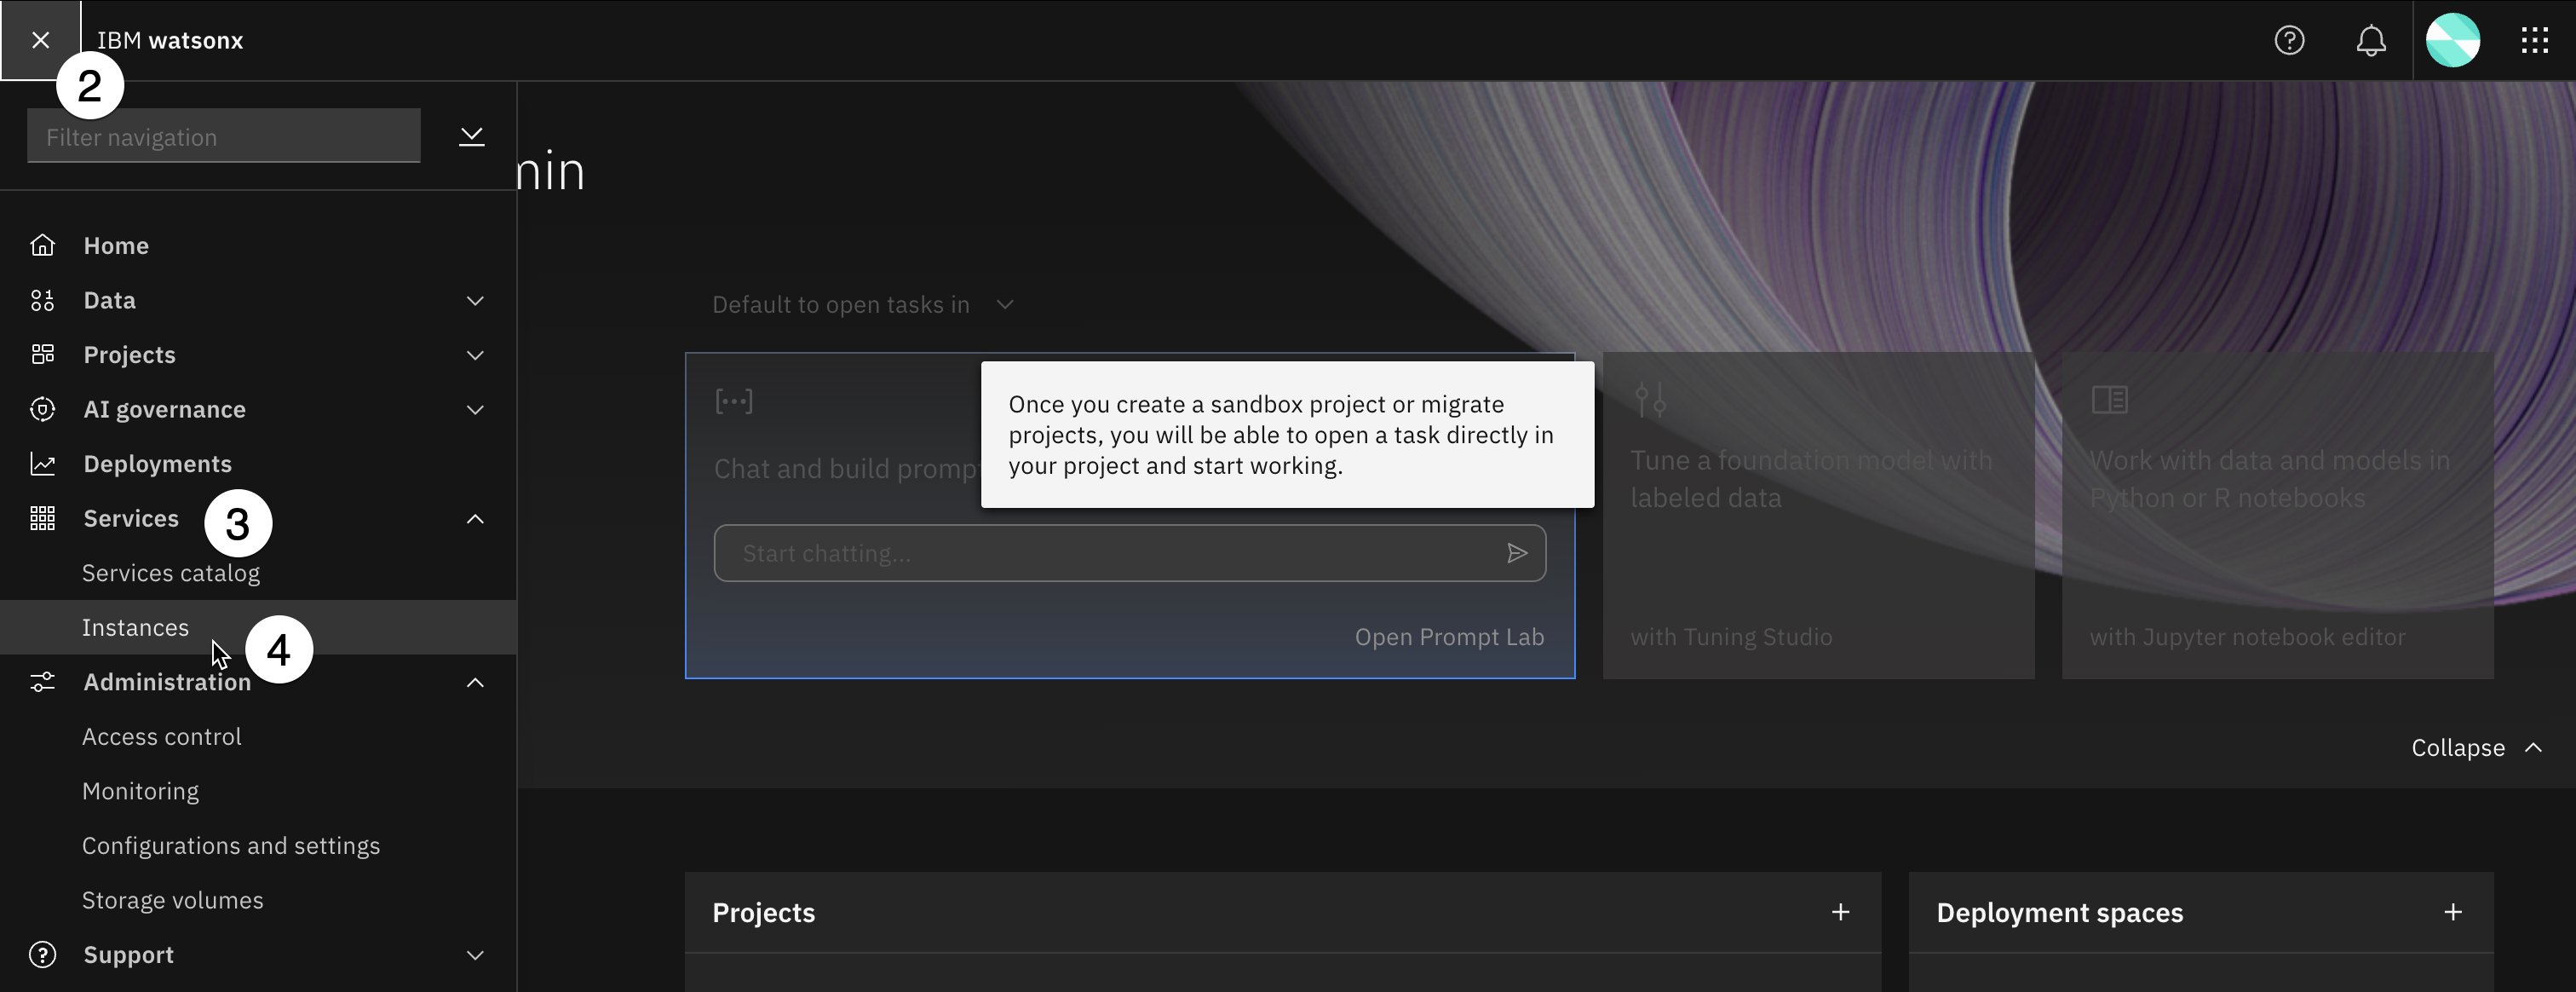 IBM watsonx
2
Filter navigation
Home
Data
Projects
AI governance
Deployments
Services
3
Services catalog
Instances
4
Administration
Access control
Monitoring
Configurations and settings
Storage volumes
Support
min
Default to open tasks in
Chat and build promp
Once you create a sandbox project or migrate
projects, you will be able to open a task directly in
your project and start working.
Start chatting...
Open Prompt Lab
Tune a foundation model with
labeled data
with Tuning Studio
Work with data and models in
Python or R notebooks
with Jupyter notebook editor
Collapse
Projects
Deployment spaces